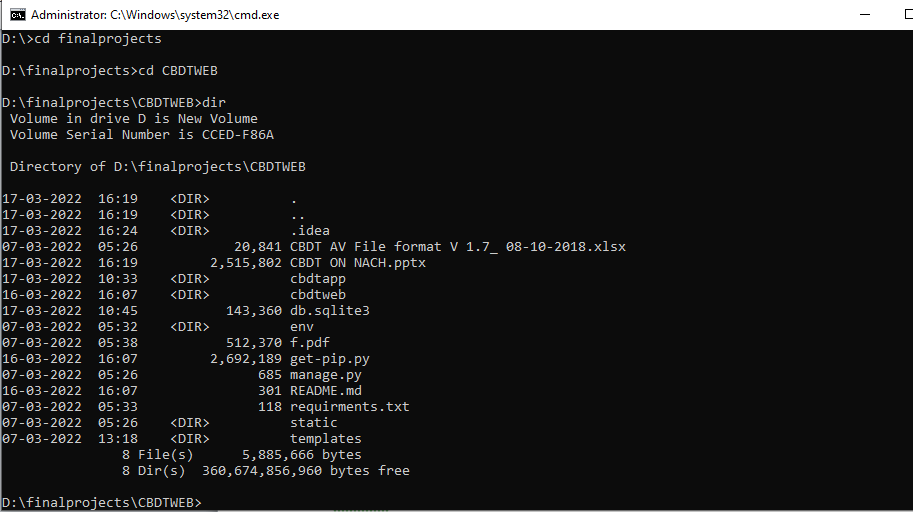 Administrator: C:\Windows\system32\cmd.exe
D:\>cd finalprojects
D:\finalprojects>cd CBDTWEB
D:\finalprojects\CBDTWEB>dir
 Volume in drive D is New Volume
 Volume Serial Number is CCED-F86A
 Directory of D:\finalprojects\CBDTWEB
17-03-2022  16:19    <DIR>          .
17-03-2022  16:19    <DIR>          ..
17-03-2022  16:24    <DIR>          .idea
07-03-2022  05:26            20,841 CBDT AV File format V 1.7_ 08-10-2018.xlsx
17-03-2022  16:19         2,515,802 CBDT ON NACH.pptx
17-03-2022  10:33    <DIR>          cbdtapp
16-03-2022  16:07    <DIR>          cbdtweb
17-03-2022  10:45           143,360 db.sqlite3
07-03-2022  05:32    <DIR>          env
07-03-2022  05:38           512,370 f.pdf
16-03-2022  16:07         2,692,189 get-pip.py
07-03-2022  05:26               685 manage.py
16-03-2022  16:07               301 README.md
07-03-2022  05:33               118 requirments.txt
07-03-2022  05:26    <DIR>          static
07-03-2022  13:18    <DIR>          templates
               8 File(s)      5,885,666 bytes
               8 Dir(s)  360,674,856,960 bytes free
D:\finalprojects\CBDTWEB>